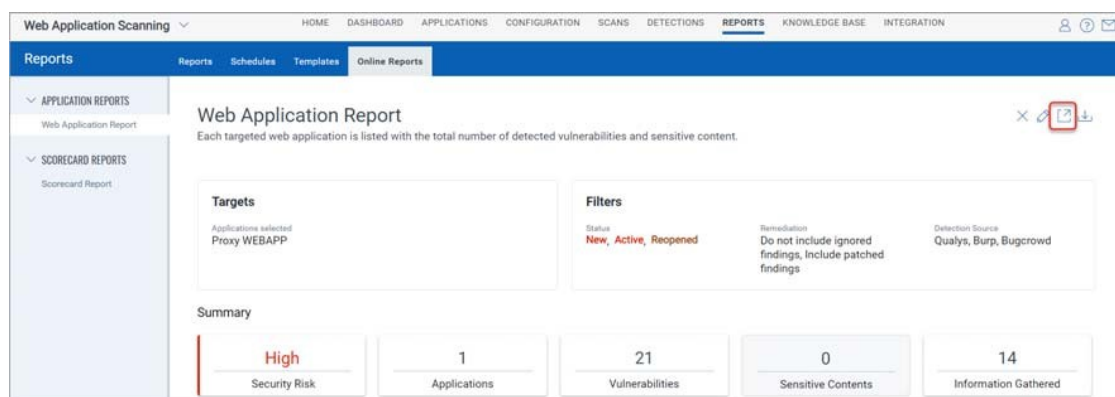 Web Application Scanning
HOME DASHBOARD APPLICATIONS CONFIGURATION SCANS DETECTIONS REPORTS KNOWLEDGE BASE INTEGRATION
Reports
Reports Schedules Templates Online Reports
APPLICATION REPORTS
Web Application Report
SCORECARD REPORTS
Scorecard Report
Web Application Report
Each targeted web application is listed with the total number of detected vulnerabilities and sensitive content.
Targets
Applications selected
Proxy WEBAPP
Filters
Status
New, Active, Reopened
Remediation
Do not include ignored
findings, Include patched
findings
Detection Source
Qualys, Burp, Bugcrowd
Summary
High
Security Risk
1
Applications
21
Vulnerabilities
0
Sensitive Contents
14
Information Gathered